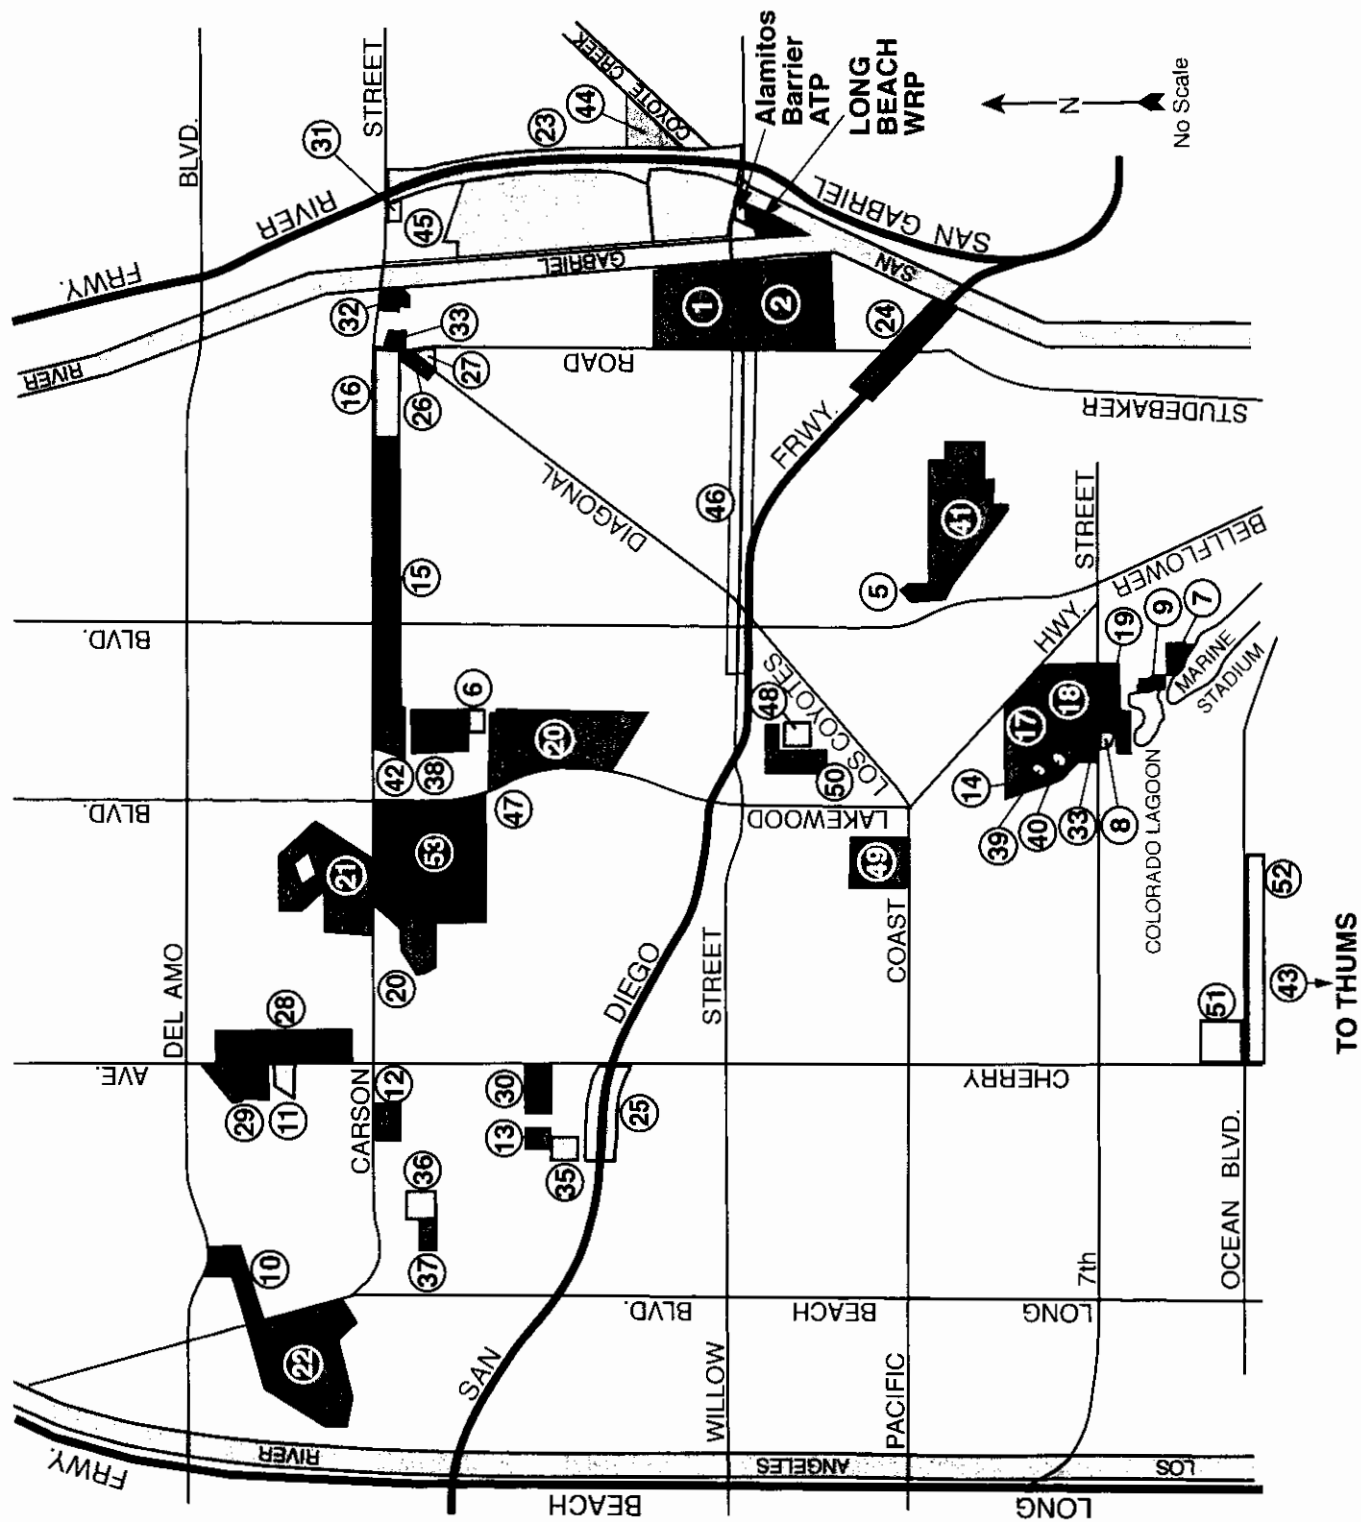 FRWY.
RIVER
BLVD.
STREET
31
23
44
COYOTE CREEK
Alamitos
Barrier
ATP
LONG
BEACH
WRP
N
No Scale
RIVER
45
GABRIEL
SAN
SAN GABRIEL
32
33
16
26
27
ROAD
1
2
24
FRWY.
STUDEBAKER
DIAGONAL
15
46
41
5
STREET
BELLFLOWER
BLVD.
6
42
38
20
47
LOS COYOTES
48
50
LAKEWOOD
HWY.
17
18
19
9
7
MARINE
STADIUM
14
39
40
33
8
COLORADO LAGOON
BLVD.
21
53
20
49
COAST
52
43
TO THUMS
51
DEL AMO
28
29
11
AVE.
CARSON
12
30
13
35
25
DIEGO
STREET
CHERRY
36
37
10
22
SAN
BLVD.
BEACH
LONG
WILLOW
PACIFIC
7th
OCEAN BLVD.
FRWY.
RIVER
ANGELES
LOS
BEACH
LONG